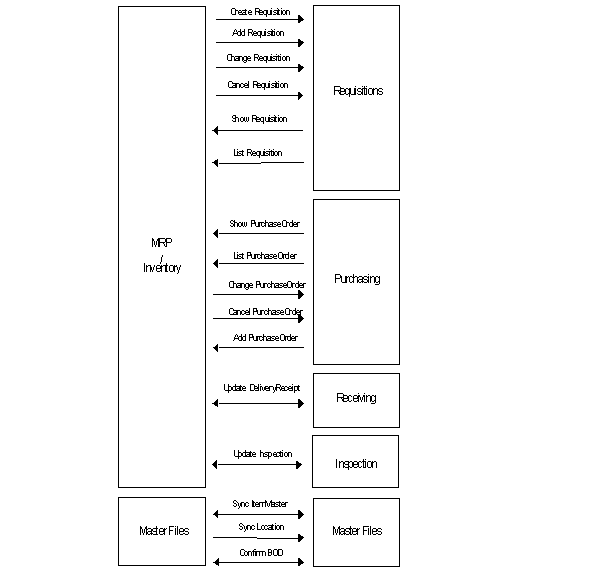 Create Requisition
Add Requisition
Change Requisition
Cancel Requisition
Show Requisition
List Requisition
Requisitions
MRP
/
Inventory
Show PurchaseOrder
List PurchaseOrder
Change PurchaseOrder
Cancel PurchaseOrder
Add PurchaseOrder
Purchasing
Update DeliveryReceipt
Receiving
Update Inspection
Inspection
Master Files
Sync ItemMaster
Sync Location
Confirm BOD
Master Files